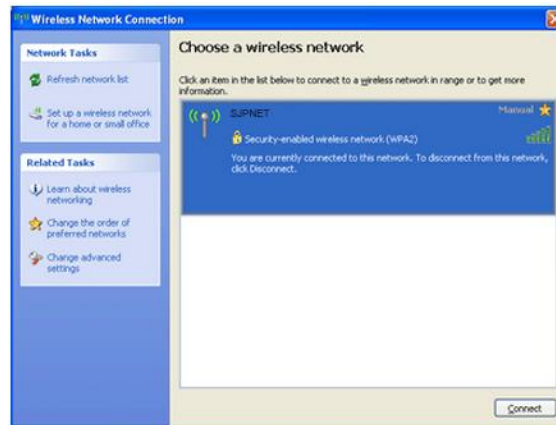 Wireless Network Connection
Network Tasks
Refresh network list
Set up a wireless network
for a home or small office
Related Tasks
Learn about wireless
networking
Change the order of
preferred networks
Change advanced
settings
Choose a wireless network
Click an item in the list below to connect to a wireless network in range or to get more
information.
SJPNET
Manual
Security-enabled wireless network (WPA2)
You are currently connected to this network. To disconnect from this network,
click Disconnect.
Connect